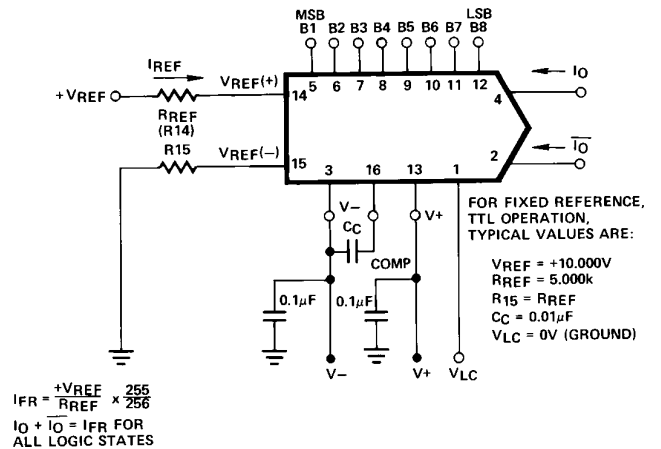 MSB LSB
B1 B2 B3 B4 B5 B6 B7 B8
IREF
+VREF
RREF
(R14)
VREF(+)
14
5 6 7 8 9 10 11 12
4
IO
R15
VREF(–)
15
2
IO
3 16 13 1
V–
CC
COMP
V+
0.1μF
0.1μF
V–
V+
VLC
FOR FIXED REFERENCE,
TTL OPERATION,
TYPICAL VALUES ARE:
VREF = +10.000V
RREF = 5.000k
R15 = RREF
CC = 0.01μF
VLC = 0V (GROUND)
IFR = +VREF/RREF x 255/256
IO + IO = IFR FOR
ALL LOGIC STATES